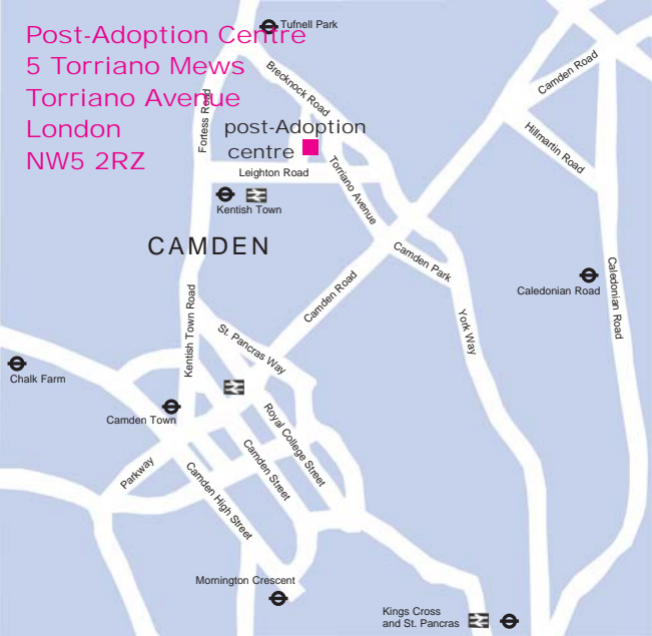 Post-Adoption Centre
5 Torriano Mews
Torriano Avenue
London
NW5 2RZ
Tufnell Park
Brecknock Road
Camden Road
Fortess Road
post-Adoption
centre
Hillmartin Road
Leighton Road
Torriano Avenue
Kentish Town
CAMDEN
Camden Park
Caledonian Road
Caledonian Road
Camden Road
York Way
Kentish Town Road
St. Pancras Way
Chalk Farm
Camden Town
Royal College Street
Parkway
Camden Street
Camden High Street
Mornington Crescent
Kings Cross
and St. Pancras